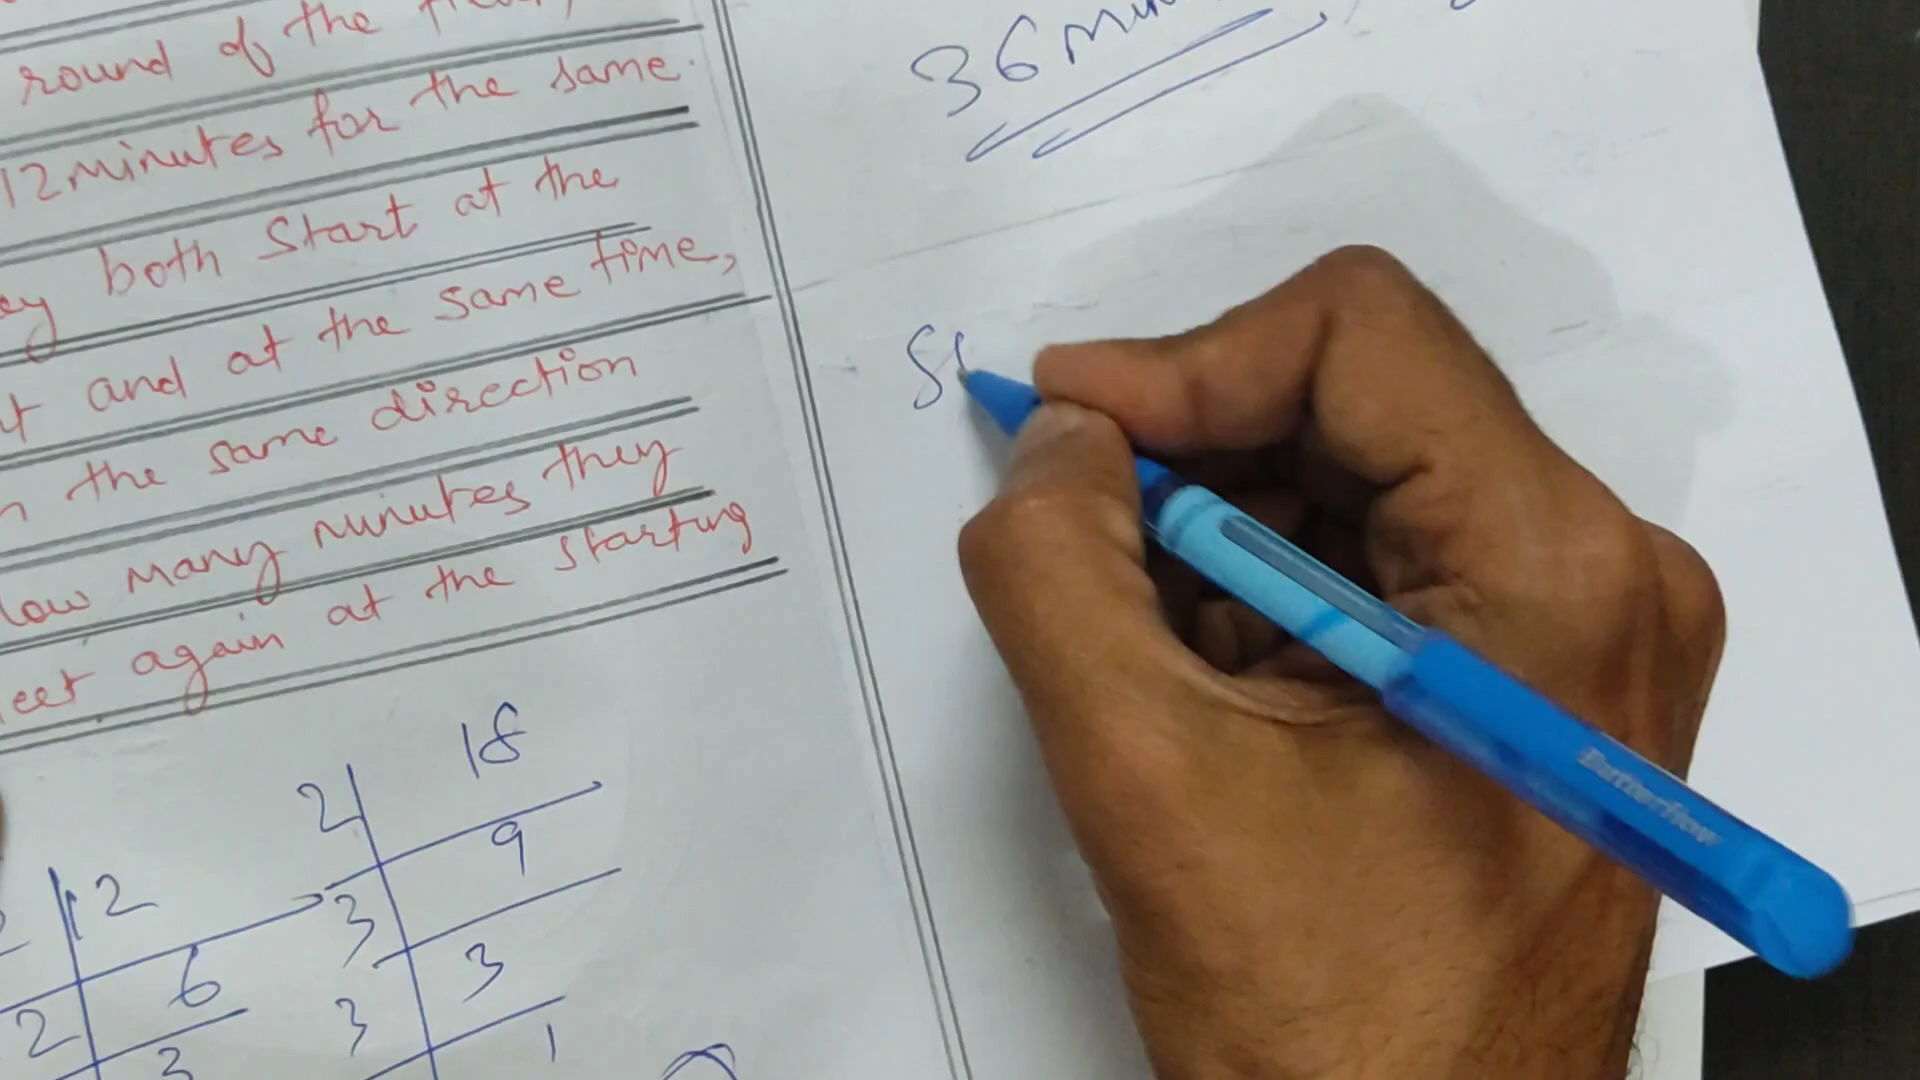 round of the
12 minutes for the same.
both Start at the
and at the same time,
the same direction
many minutes they
again at the starting
36
2 18
3 9
3 3
1
12
6
2 3
Butterflow